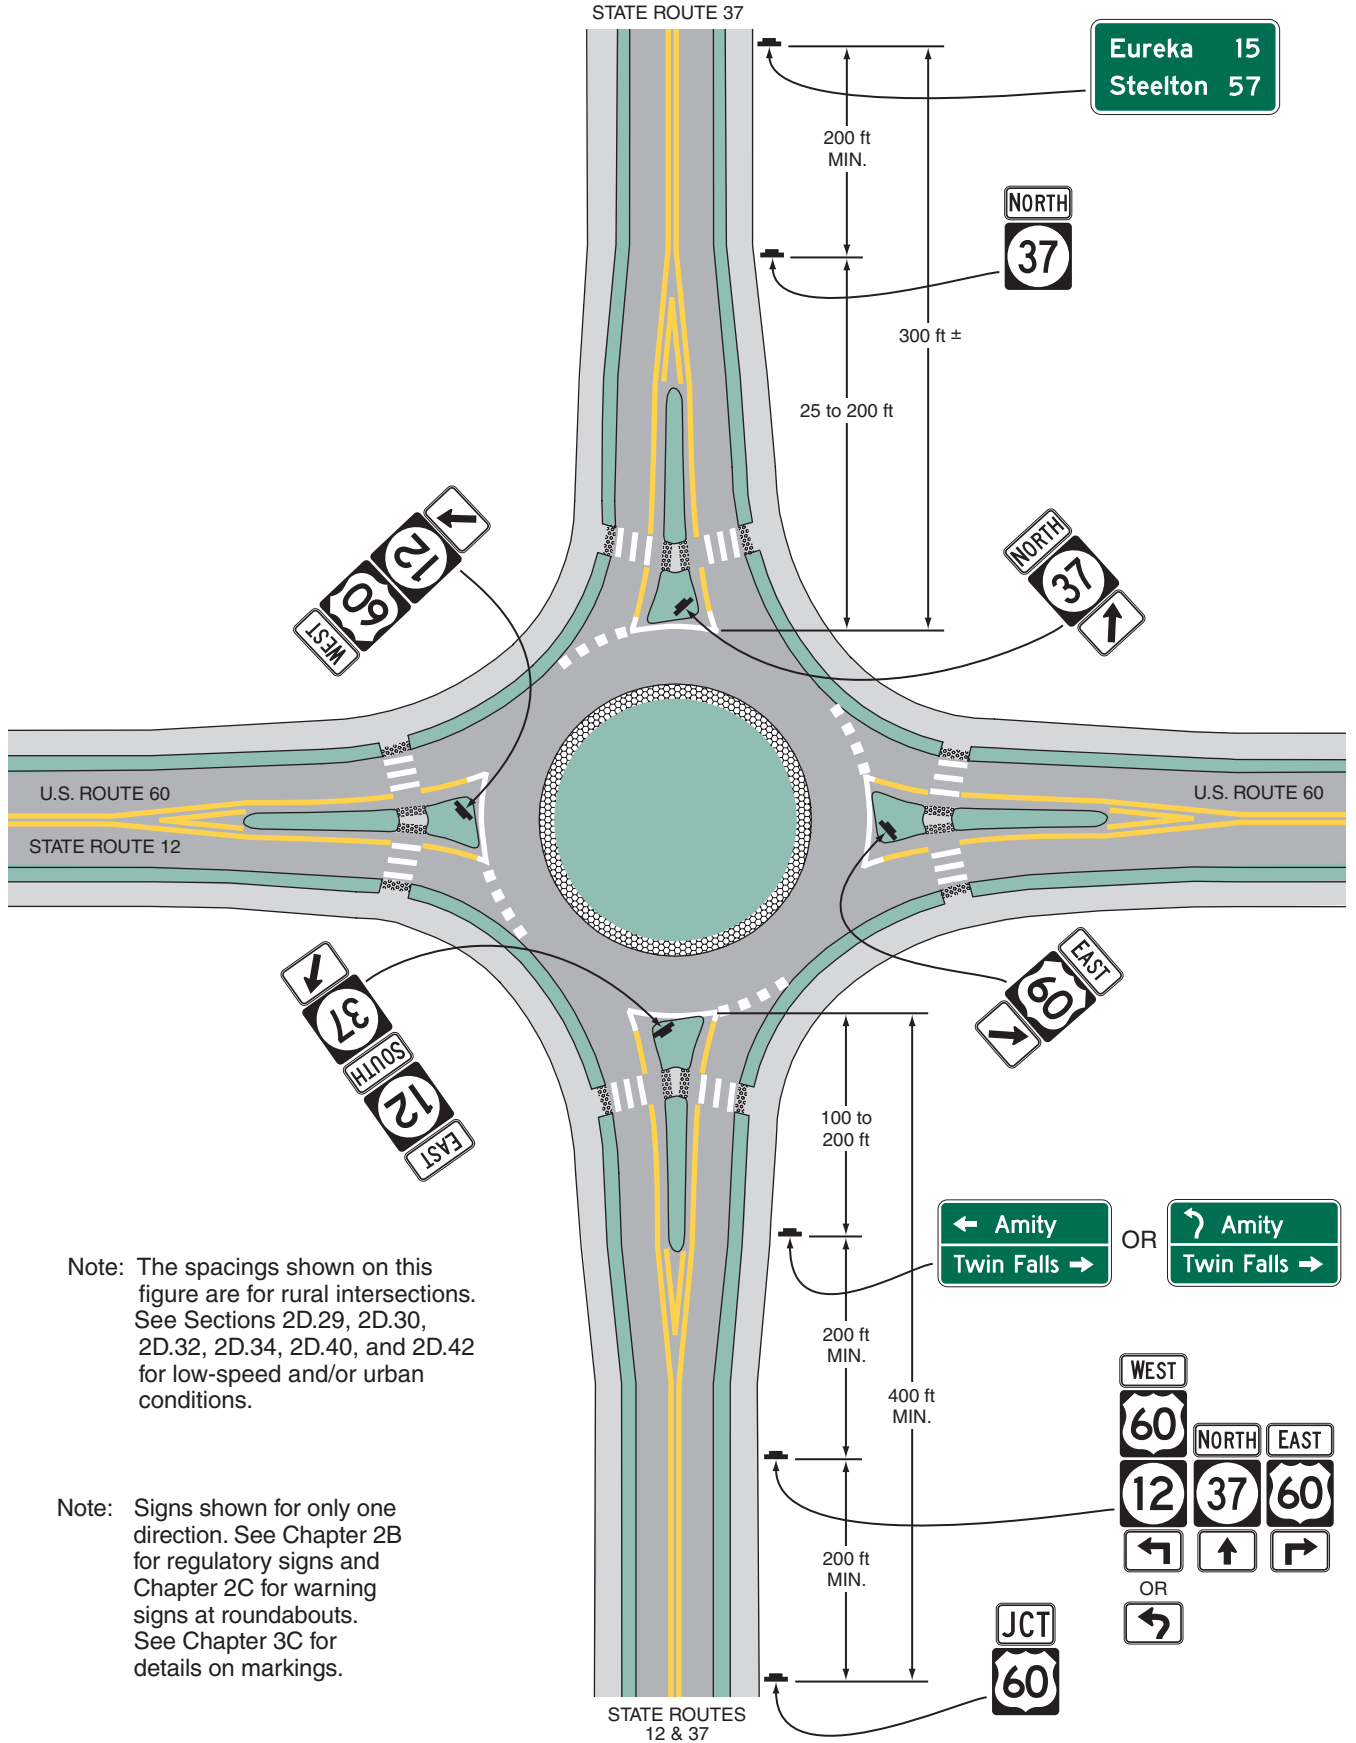 STATE ROUTE 37
Eureka 15
Steelton 57
200 ft
MIN.
NORTH
37
300 ft ±
25 to 200 ft
12
60
WEST
NORTH
37
U.S. ROUTE 60
STATE ROUTE 12
U.S. ROUTE 60
37
SOUTH
12
EAST
EAST
60
100 to
200 ft
← Amity
Twin Falls →
OR
Amity
Twin Falls →
Note: The spacings shown on this
figure are for rural intersections.
See Sections 2D.29, 2D.30,
2D.32, 2D.34, 2D.40, and 2D.42
for low-speed and/or urban
conditions.
200 ft
MIN.
400 ft
MIN.
WEST
60
NORTH EAST
12 37 60
OR
Note: Signs shown for only one
direction. See Chapter 2B
for regulatory signs and
Chapter 2C for warning
signs at roundabouts.
See Chapter 3C for
details on markings.
200 ft
MIN.
JCT
60
STATE ROUTES
12 & 37